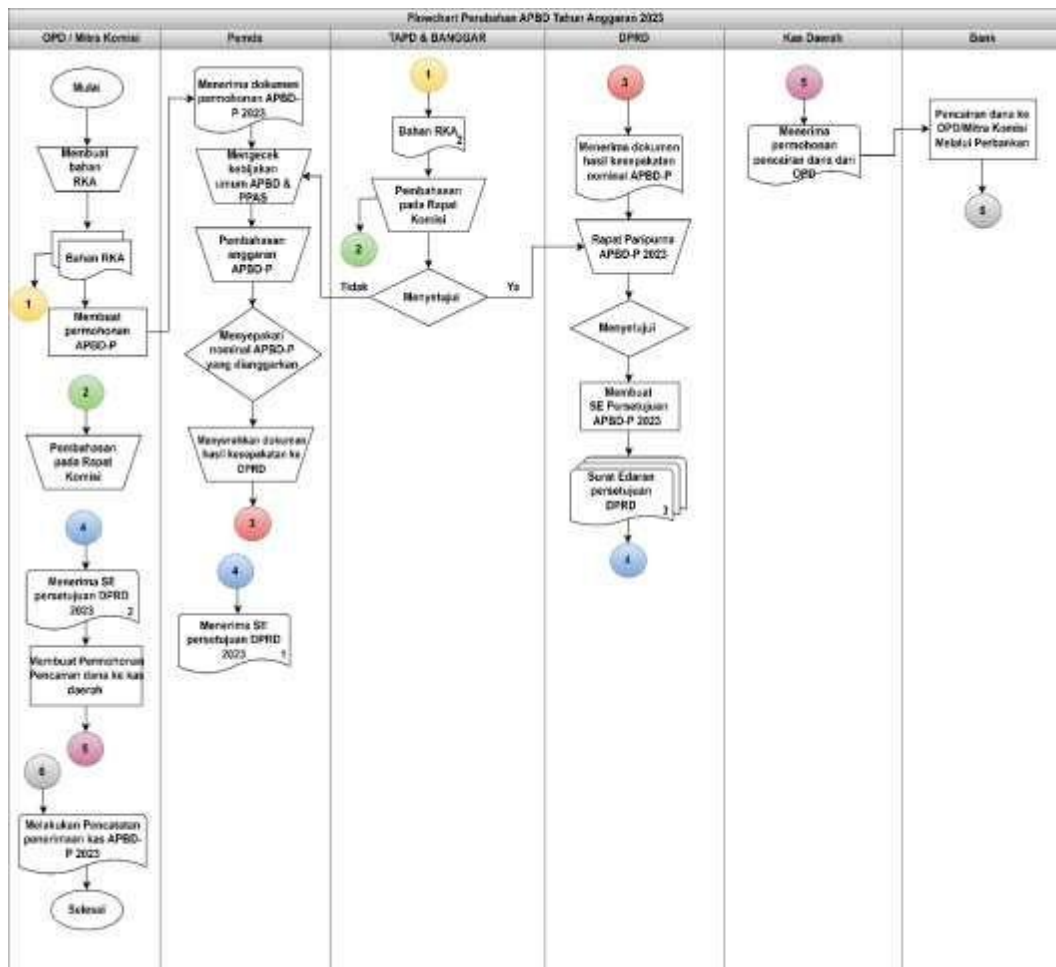 Flowchart Perubahan APBD Tahun Anggaran 2023
OPD / Mitra Komisi
Pemda
TAPD & BANGGAR
DPRD
Kas Daerah
Bank
Mulai
Membuat
bahan
RKA
Bahan RKA
1
Membuat
permohonan
APBD-P
2
Pembahasan
pada Rapat
Komisi
4
Menerima SE
persetujuan DPRD
2023
2
Membuat Permohonan
Pencairan dana ke kas
daerah
5
6
Melakukan Pencatatan
penerimaan kas APBD-
P 2023
Selesai
Menerima dokumen
permohonan APBD-
P 2023
Mengecek
kebijakan
umum APBD &
PPAS
Pembahasan
anggaran
APBD-P
Menyepakati
nominal APBD-P
yang dianggarkan
Menyerahkan dokumen
hasil kesepakatan ke
DPRD
3
4
Menerima SE
persetujuan DPRD
2023
1
1
Bahan RKA
2
Pembahasan
pada Rapat
Komisi
2
Tidak
Menyetujui
Ya
3
Menerima dokumen
hasil kesepakatan
nominal APBD-P
Rapat Paripurna
APBD-P 2023
Menyetujui
Membuat
SE Persetujuan
APBD-P 2023
Surat Edaran
persetujuan
DPRD
4
5
Menerima
permohonan
pencairan dana dari
OPD
Pencairan dana ke
OPD/Mitra Komisi
Melalui Perbankan